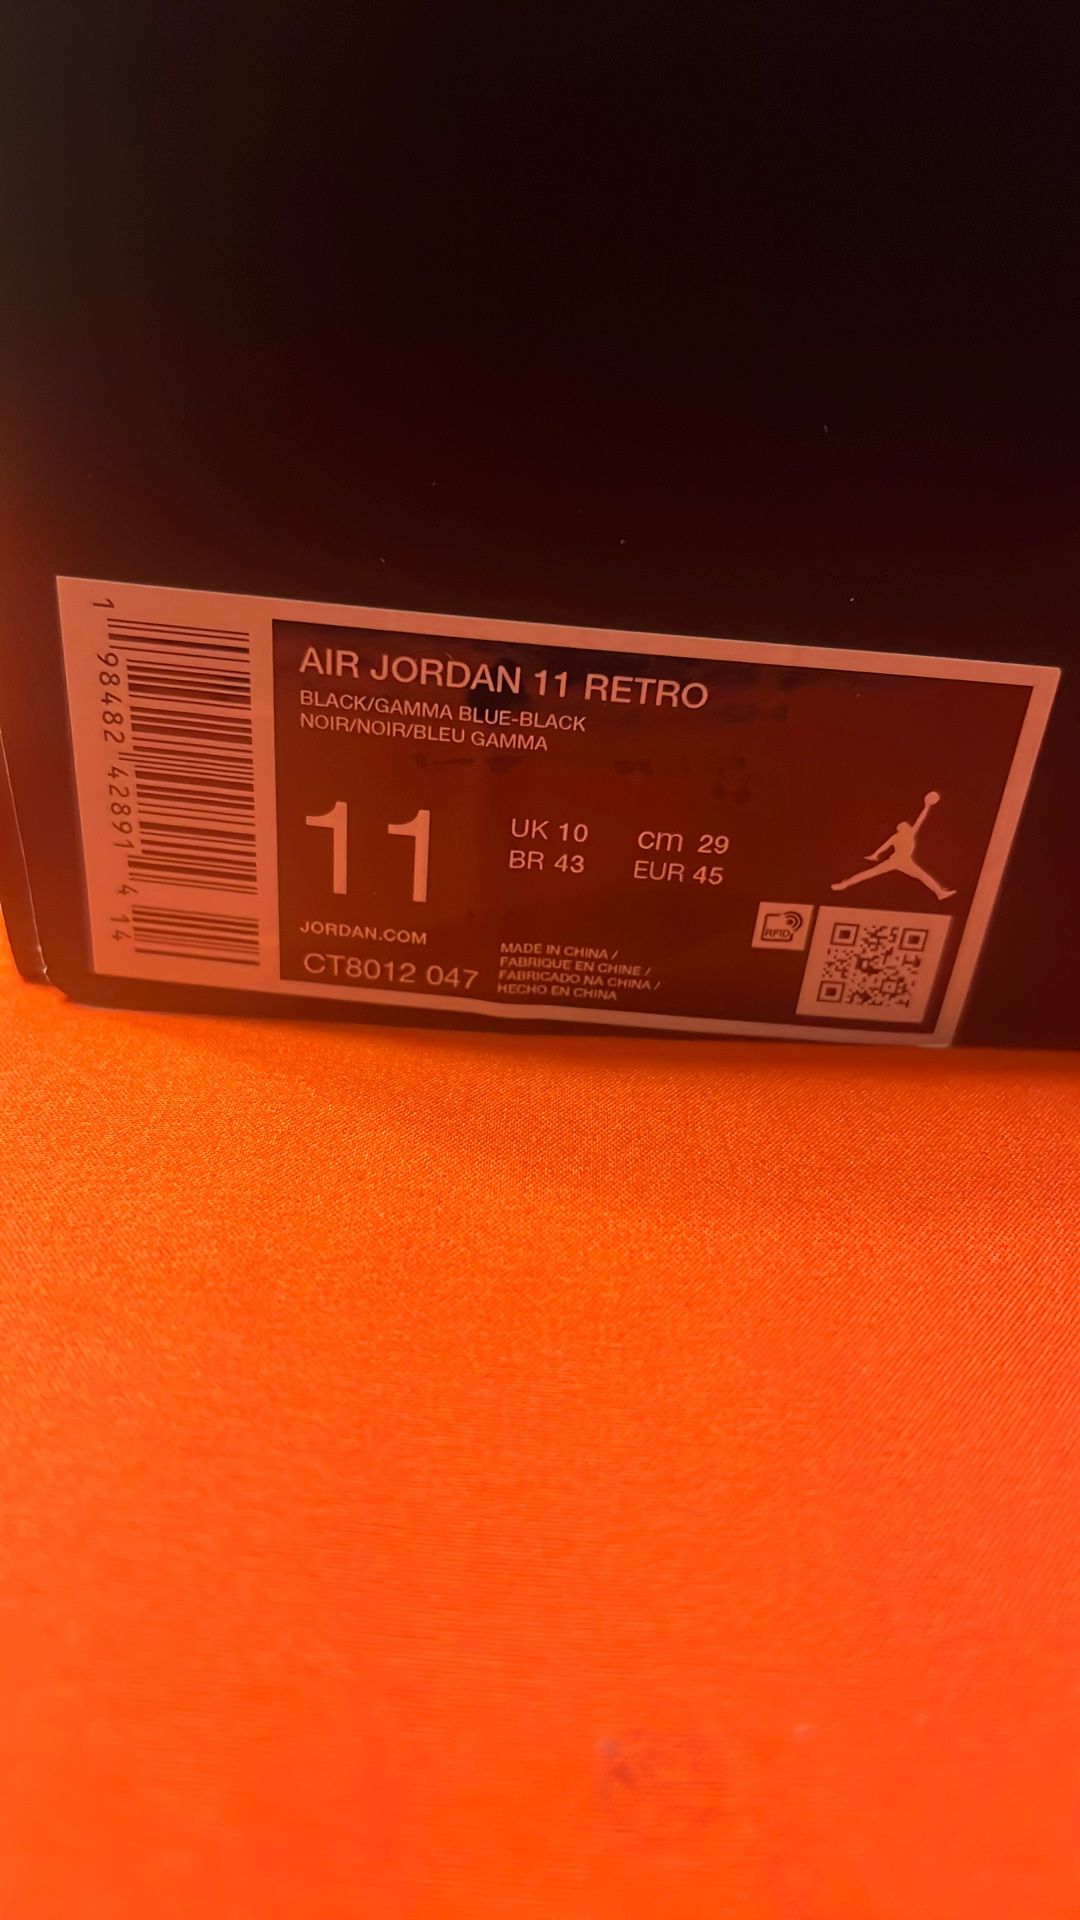 AIR JORDAN 11 RETRO
BLACK/GAMMA BLUE-BLACK
NOIR/NOIR/BLEU GAMMA
11
UK 10
BR 43
cm 29
EUR 45
JORDAN.COM
CT8012 047
MADE IN CHINA /
FABRIQUE EN CHINE /
FABRICADO NA CHINA /
HECHO EN CHINA
RFID
1 98482 42891 4 14